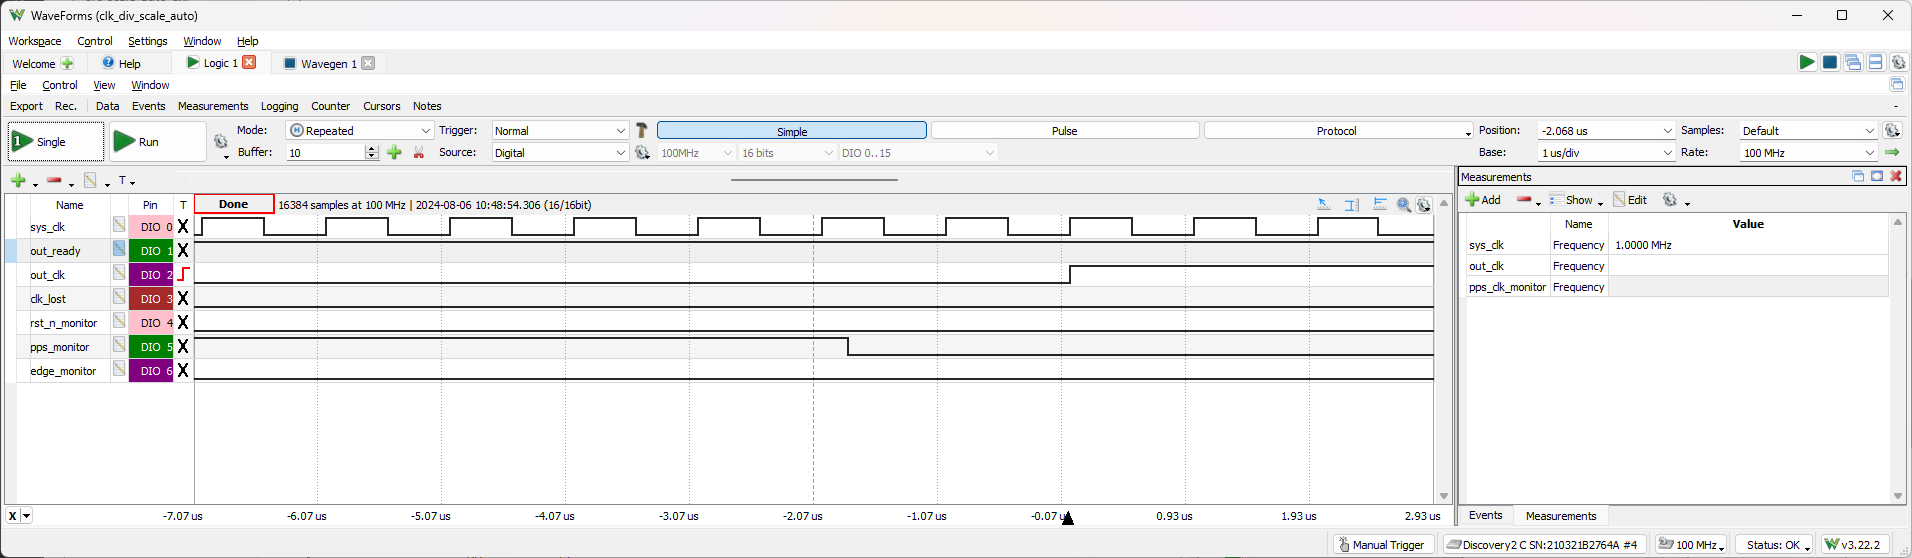 WaveForms (clk_div_scale_auto)
Workspace Control Settings Window Help
Welcome Help Logic 1 Wavegen 1
File Control View Window
Export Rec. Data Events Measurements Logging Counter Cursors Notes -
1 Single Run Mode: Repeated Trigger: Normal Simple Pulse Protocol Position: -2.068 us Samples: Default
Buffer: 10 Source: Digital 100MHz 16 bits DIO 0..15 Base: 1 us/div Rate: 100 MHz
T
Measurements
Add Show Edit
Name Pin T Done 16384 samples at 100 MHz | 2024-08-06 10:48:54.306 (16/16bit)
sys_clk DIO 0 X
out_ready DIO 1 X
out_clk DIO 2
clk_lost DIO 3 X
rst_n_monitor DIO 4 X
pps_monitor DIO 5 X
edge_monitor DIO 6 X
Name Value
sys_clk Frequency 1.0000 MHz
out_clk Frequency
pps_clk_monitor Frequency
X -7.07 us -6.07 us -5.07 us -4.07 us -3.07 us -2.07 us -1.07 us -0.07 us 0.93 us 1.93 us 2.93 us
Events Measurements
Manual Trigger Discovery2 C SN:210321B2764A #4 100 MHz Status: OK v3.22.2